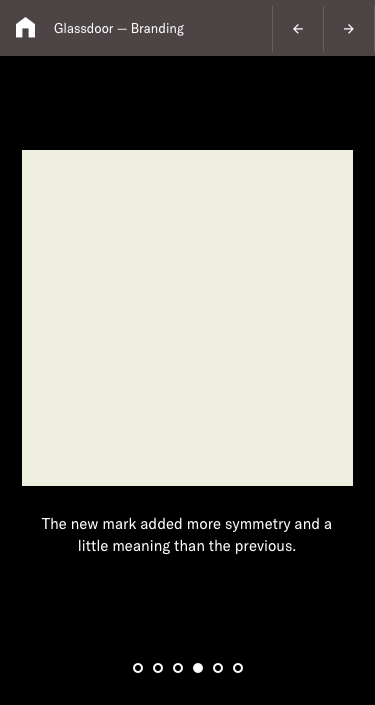 Glassdoor — Branding
The new mark added more symmetry and a
little meaning than the previous.